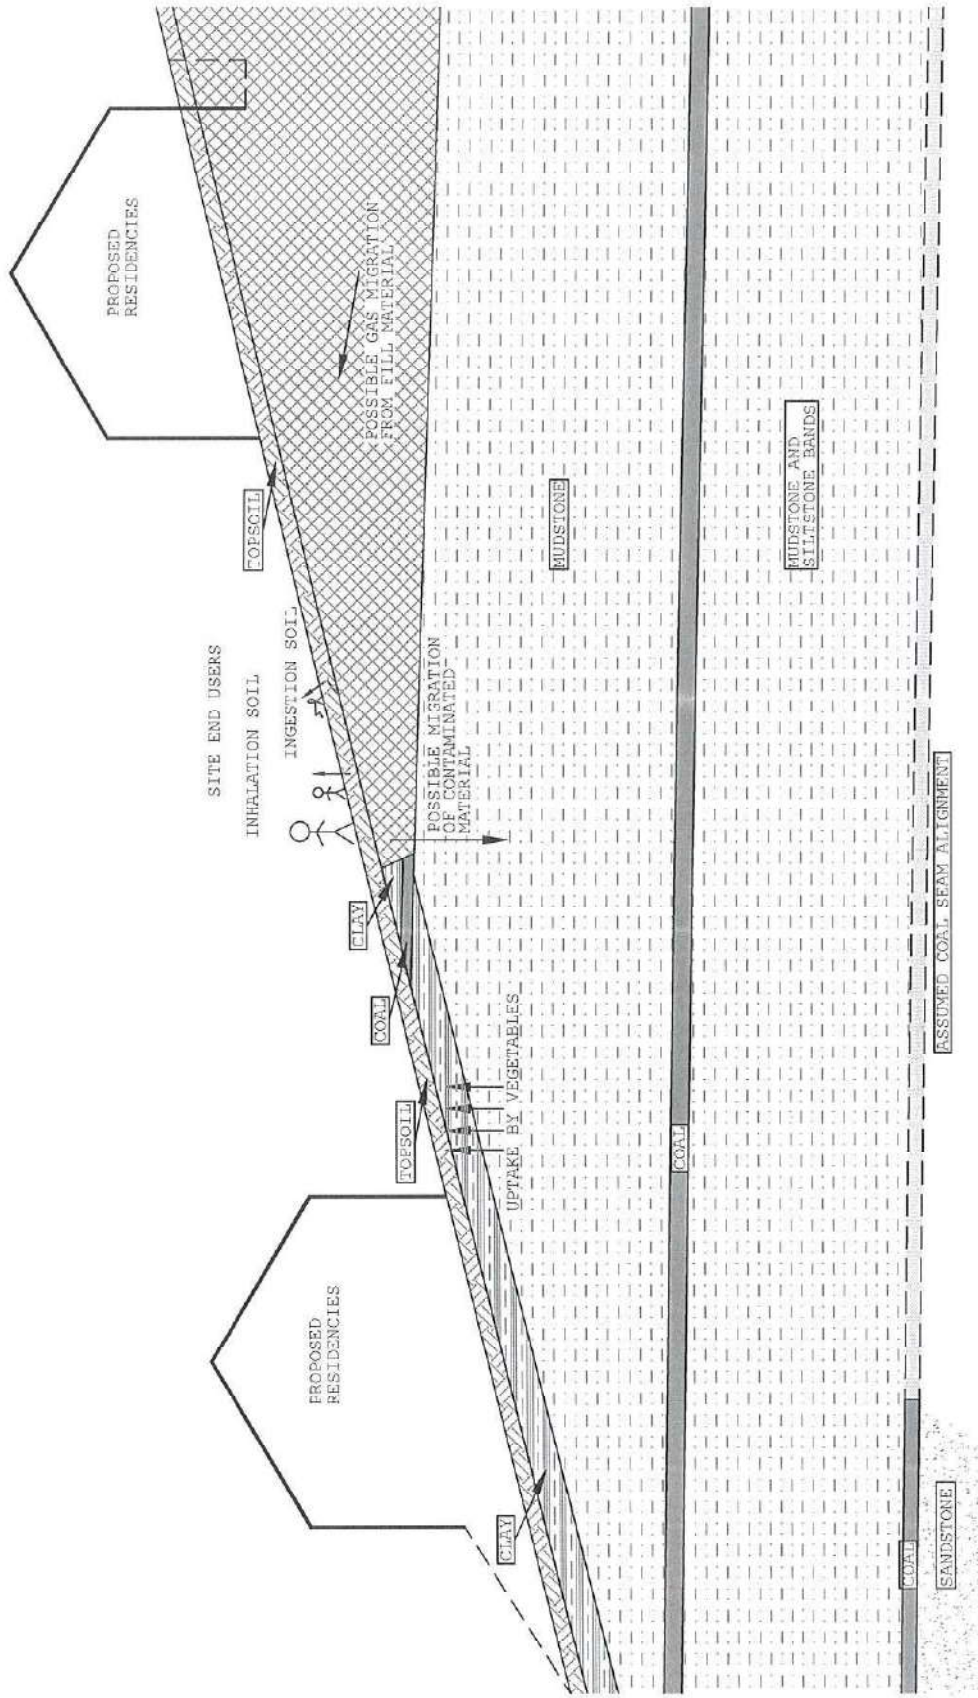 PROPOSED
RESIDENCIES
CLAY
PROPOSED
RESIDENCIES
TOPSOIL
UPTAKE BY VEGETABLES
COAL
CLAY
SITE END USERS
INHALATION SOIL
INGESTION SOIL
POSSIBLE MIGRATION
OF CONTAMINATED-
MATERIAL
TOPSOIL
POSSIBLE GAS MIGRATION
FROM FILL MATERIAL
MUDSTONE
COAL
MUDSTONE AND
SILTSTONE BANDS
COAL
SANDSTONE
ASSUMED COAL SEAM ALIGNMENT